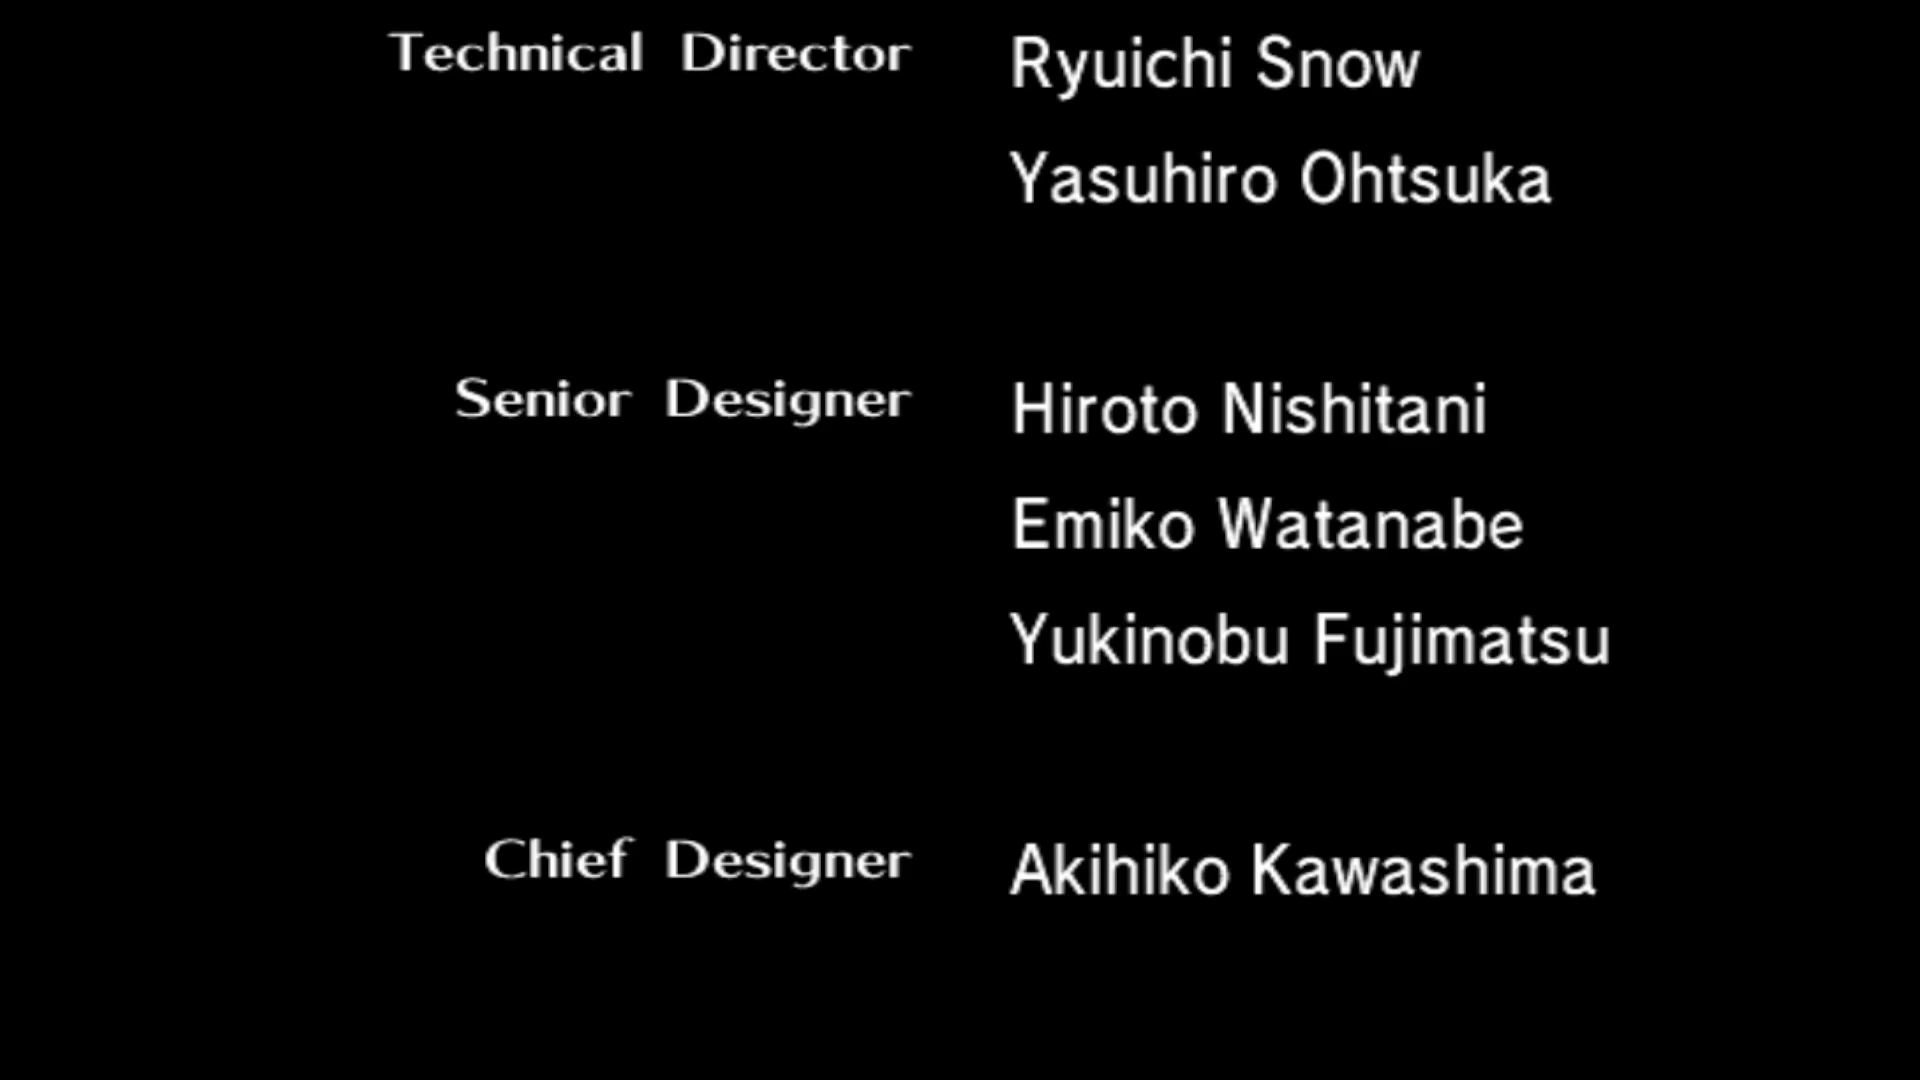 Technical Director Ryuichi Snow
Yasuhiro Ohtsuka
Senior Designer Hiroto Nishitani
Emiko Watanabe
Yukinobu Fujimatsu
Chief Designer Akihiko Kawashima